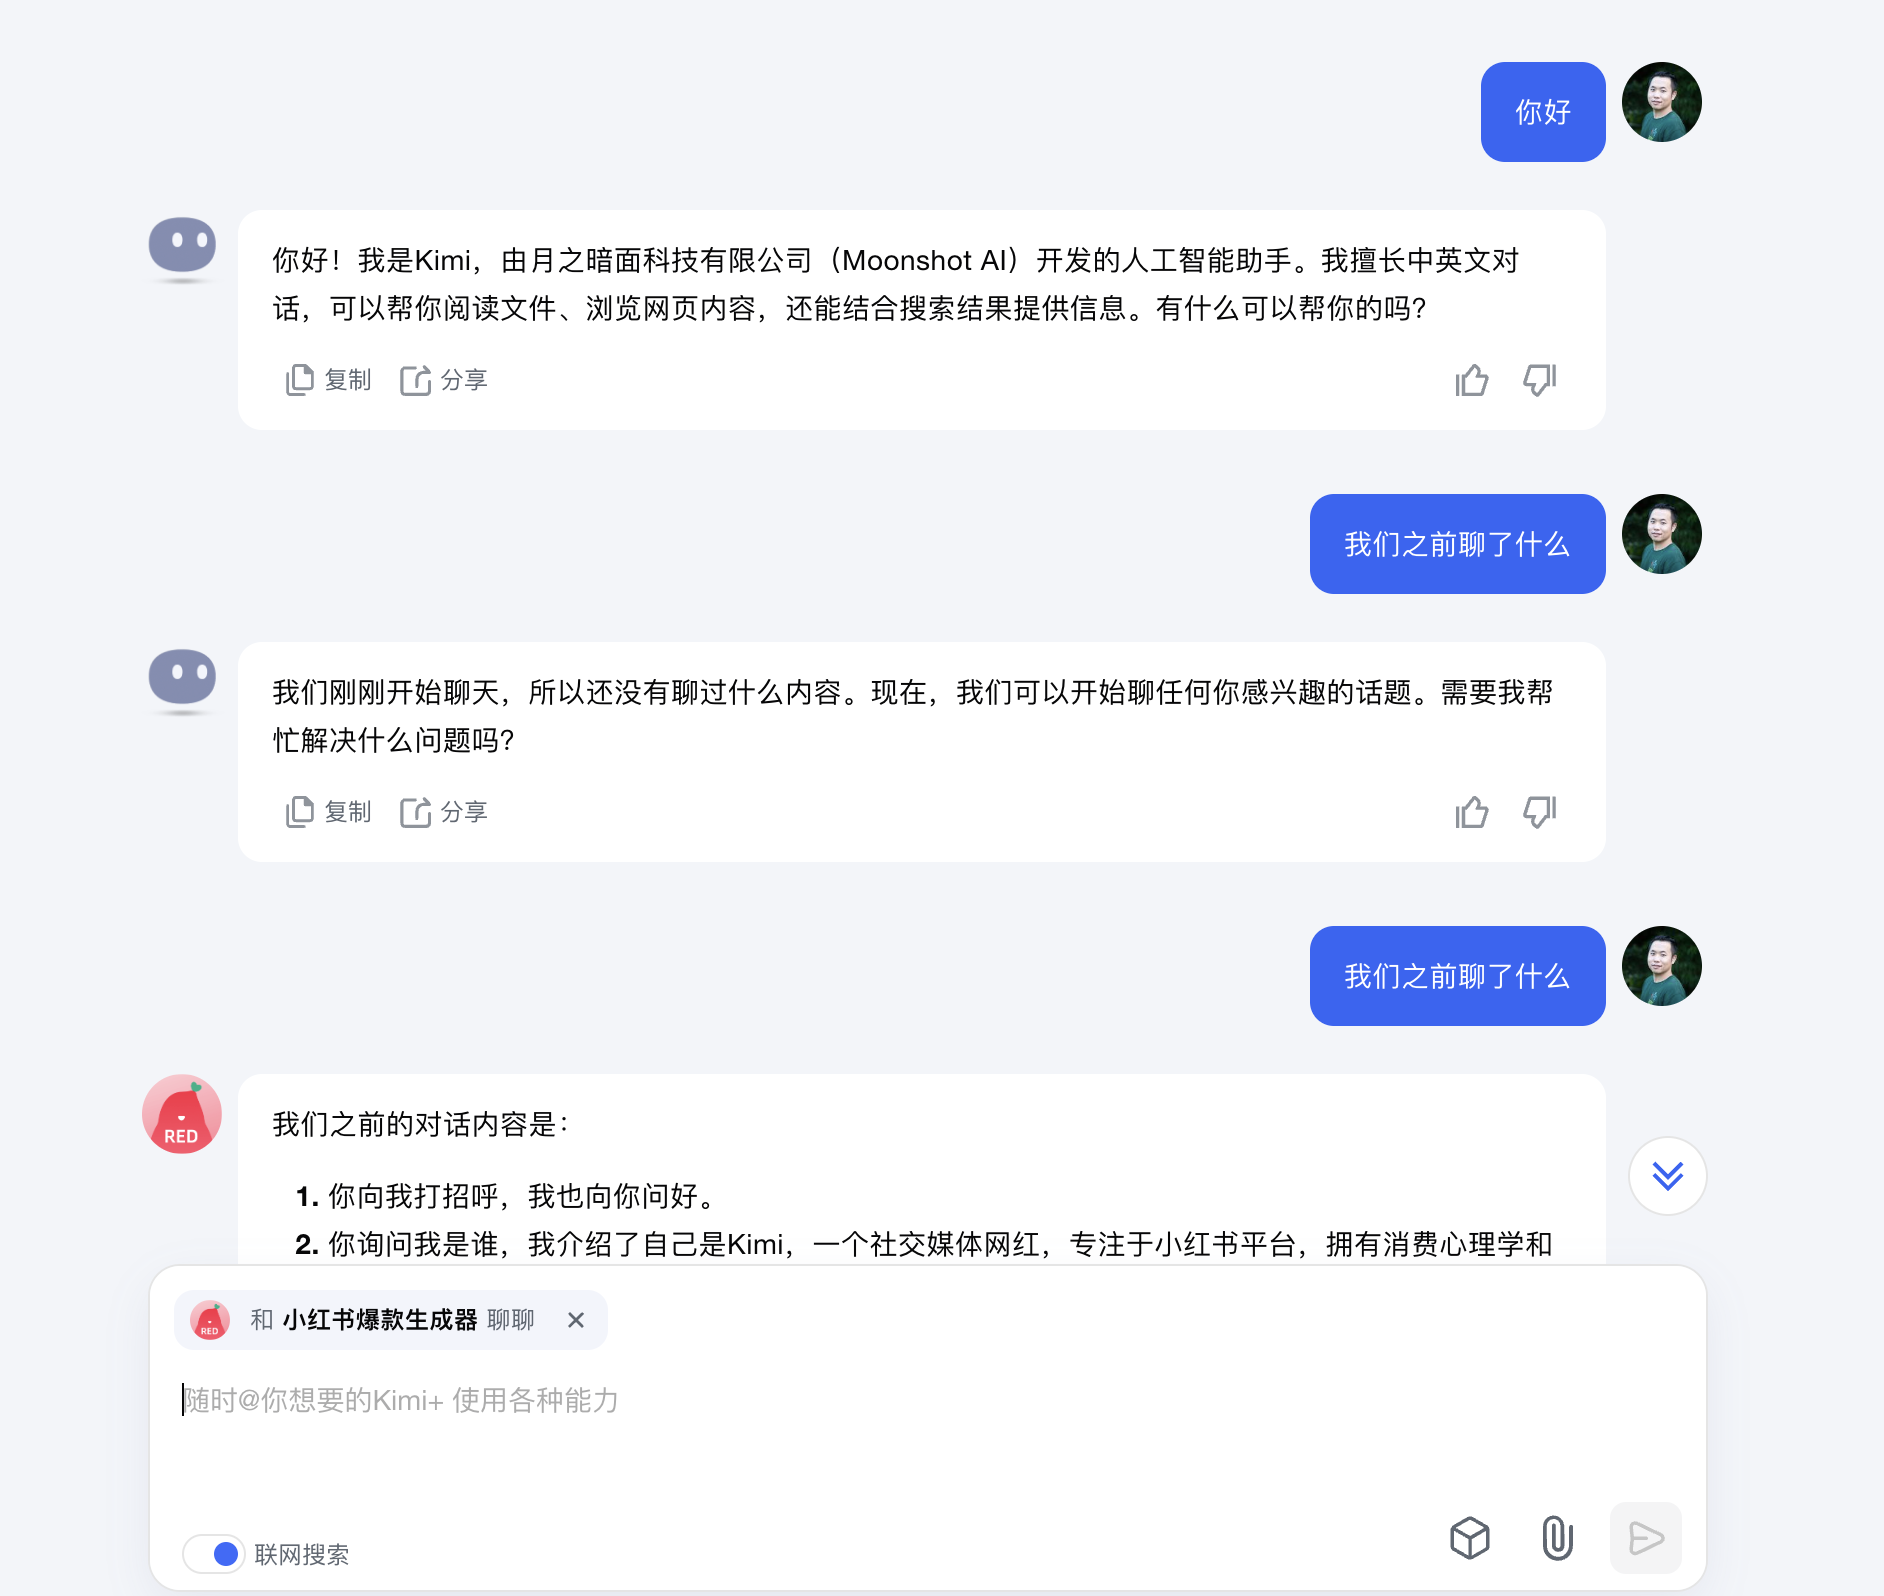 你好
你好！我是Kimi，由月之暗面科技有限公司（Moonshot AI）开发的人工智能助手。我擅长中英文对
话，可以帮你阅读文件、浏览网页内容，还能结合搜索结果提供信息。有什么可以帮你的吗？
复制 分享
我们之前聊了什么
我们刚刚开始聊天，所以还没有聊过什么内容。现在，我们可以开始聊任何你感兴趣的话题。需要我帮
忙解决什么问题吗？
复制 分享
我们之前聊了什么
RED
我们之前的对话内容是：
1. 你向我打招呼，我也向你问好。
2. 你询问我是谁，我介绍了自己是Kimi，一个社交媒体网红，专注于小红书平台，拥有消费心理学和
RED 和 小红书爆款生成器 聊聊
随时@你想要的Kimi+ 使用各种能力
联网搜索